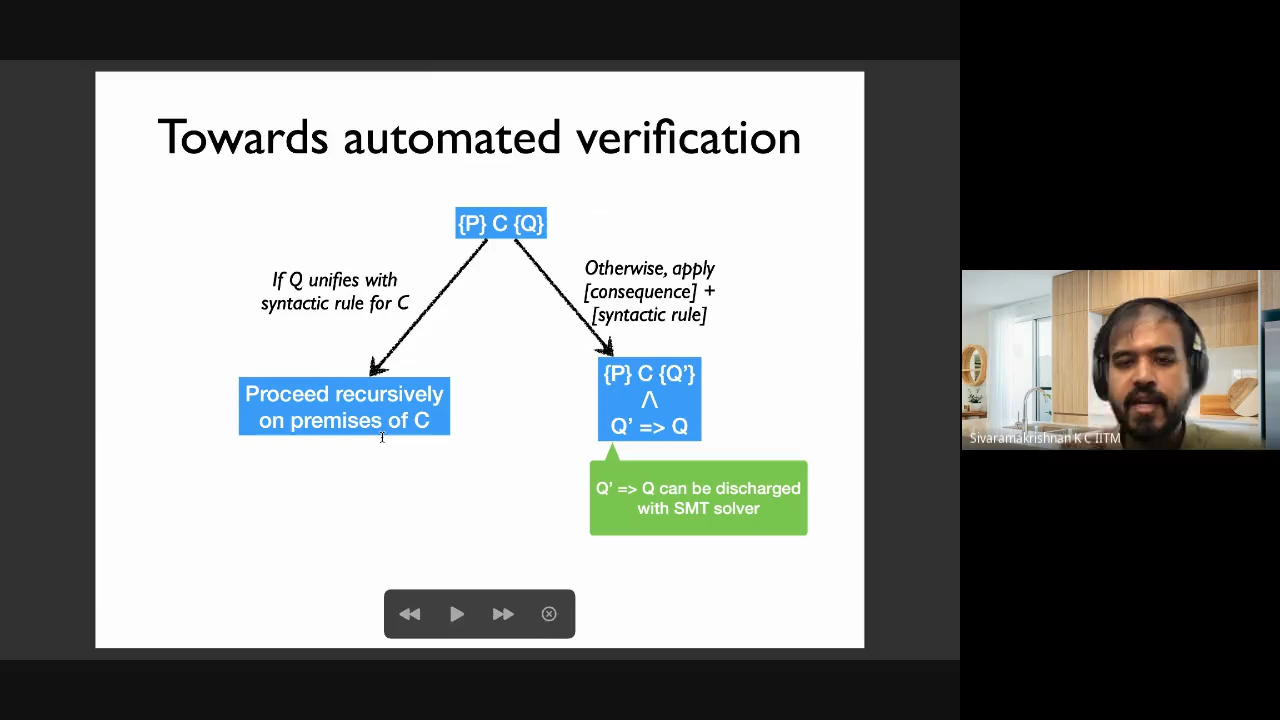 Towards automated verification
{P} C {Q}
If Q unifies with
syntactic rule for C
Otherwise, apply
[consequence] +
[syntactic rule]
Proceed recursively
on premises of C
{P} C {Q’}
/\
Q’ => Q
Q’ => Q can be discharged
with SMT solver
Sivaramakrishnan K C IITM